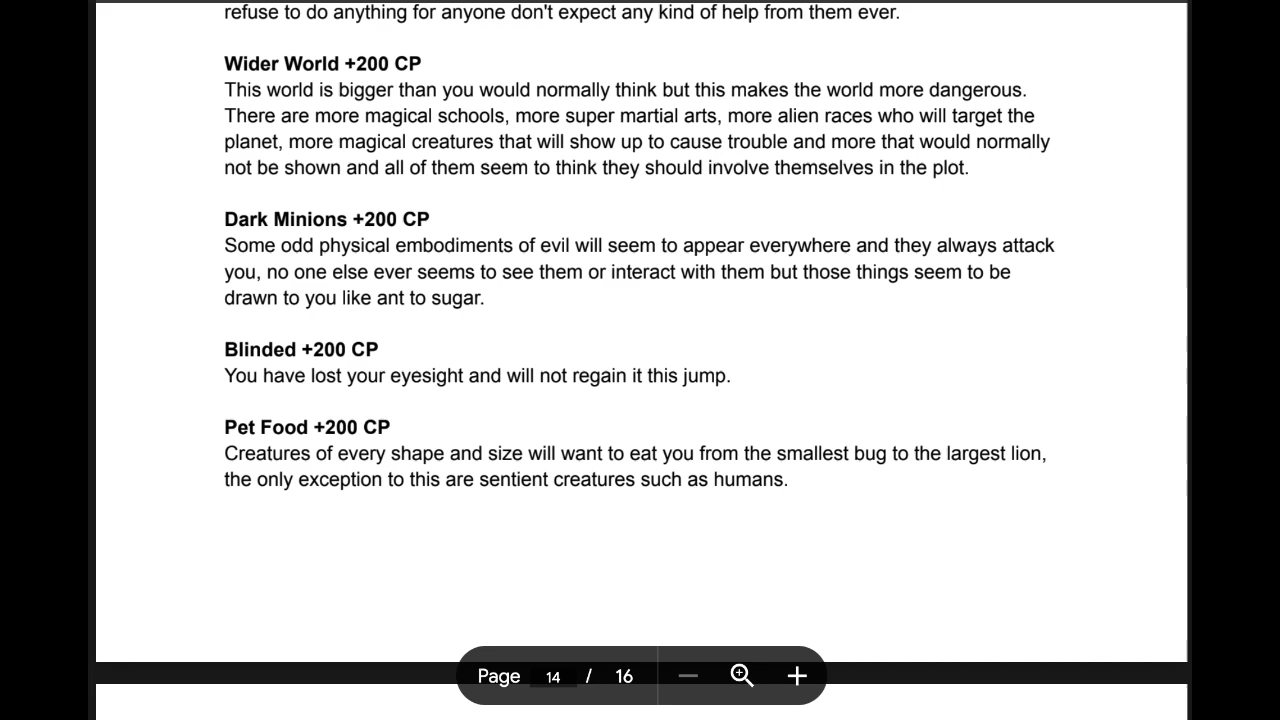 refuse to do anything for anyone don't expect any kind of help from them ever.
Wider World +200 CP
This world is bigger than you would normally think but this makes the world more dangerous.
There are more magical schools, more super martial arts, more alien races who will target the
planet, more magical creatures that will show up to cause trouble and more that would normally
not be shown and all of them seem to think they should involve themselves in the plot.
Dark Minions +200 CP
Some odd physical embodiments of evil will seem to appear everywhere and they always attack
you, no one else ever seems to see them or interact with them but those things seem to be
drawn to you like ant to sugar.
Blinded +200 CP
You have lost your eyesight and will not regain it this jump.
Pet Food +200 CP
Creatures of every shape and size will want to eat you from the smallest bug to the largest lion,
the only exception to this are sentient creatures such as humans.
Page 14 / 16